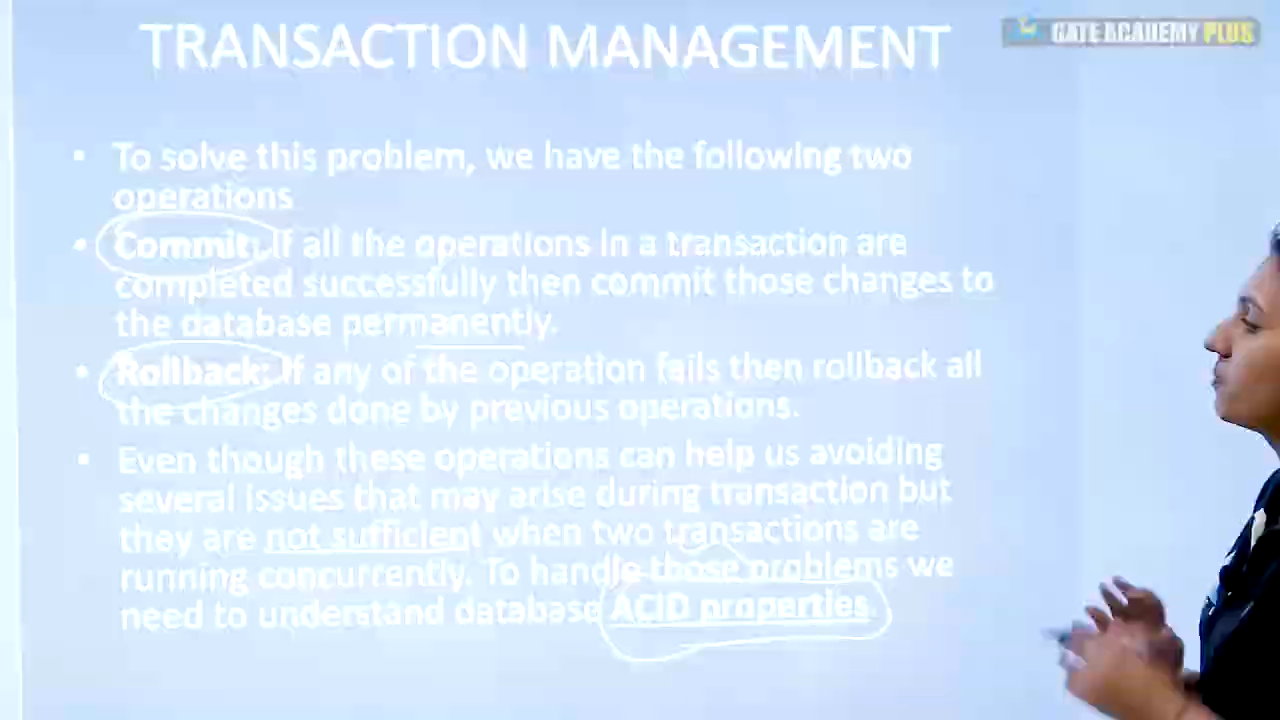 TRANSACTION MANAGEMENT
GATE ACADEMY PLUS
• To solve this problem, we have the following two
operations
• Commit: If all the operations in a transaction are
completed successfully then commit those changes to
the database permanently.
• Rollback: If any of the operation fails then rollback all
the changes done by previous operations.
• Even though these operations can help us avoiding
several issues that may arise during transaction but
they are not sufficient when two transactions are
running concurrently. To handle those problems we
need to understand database ACID properties.